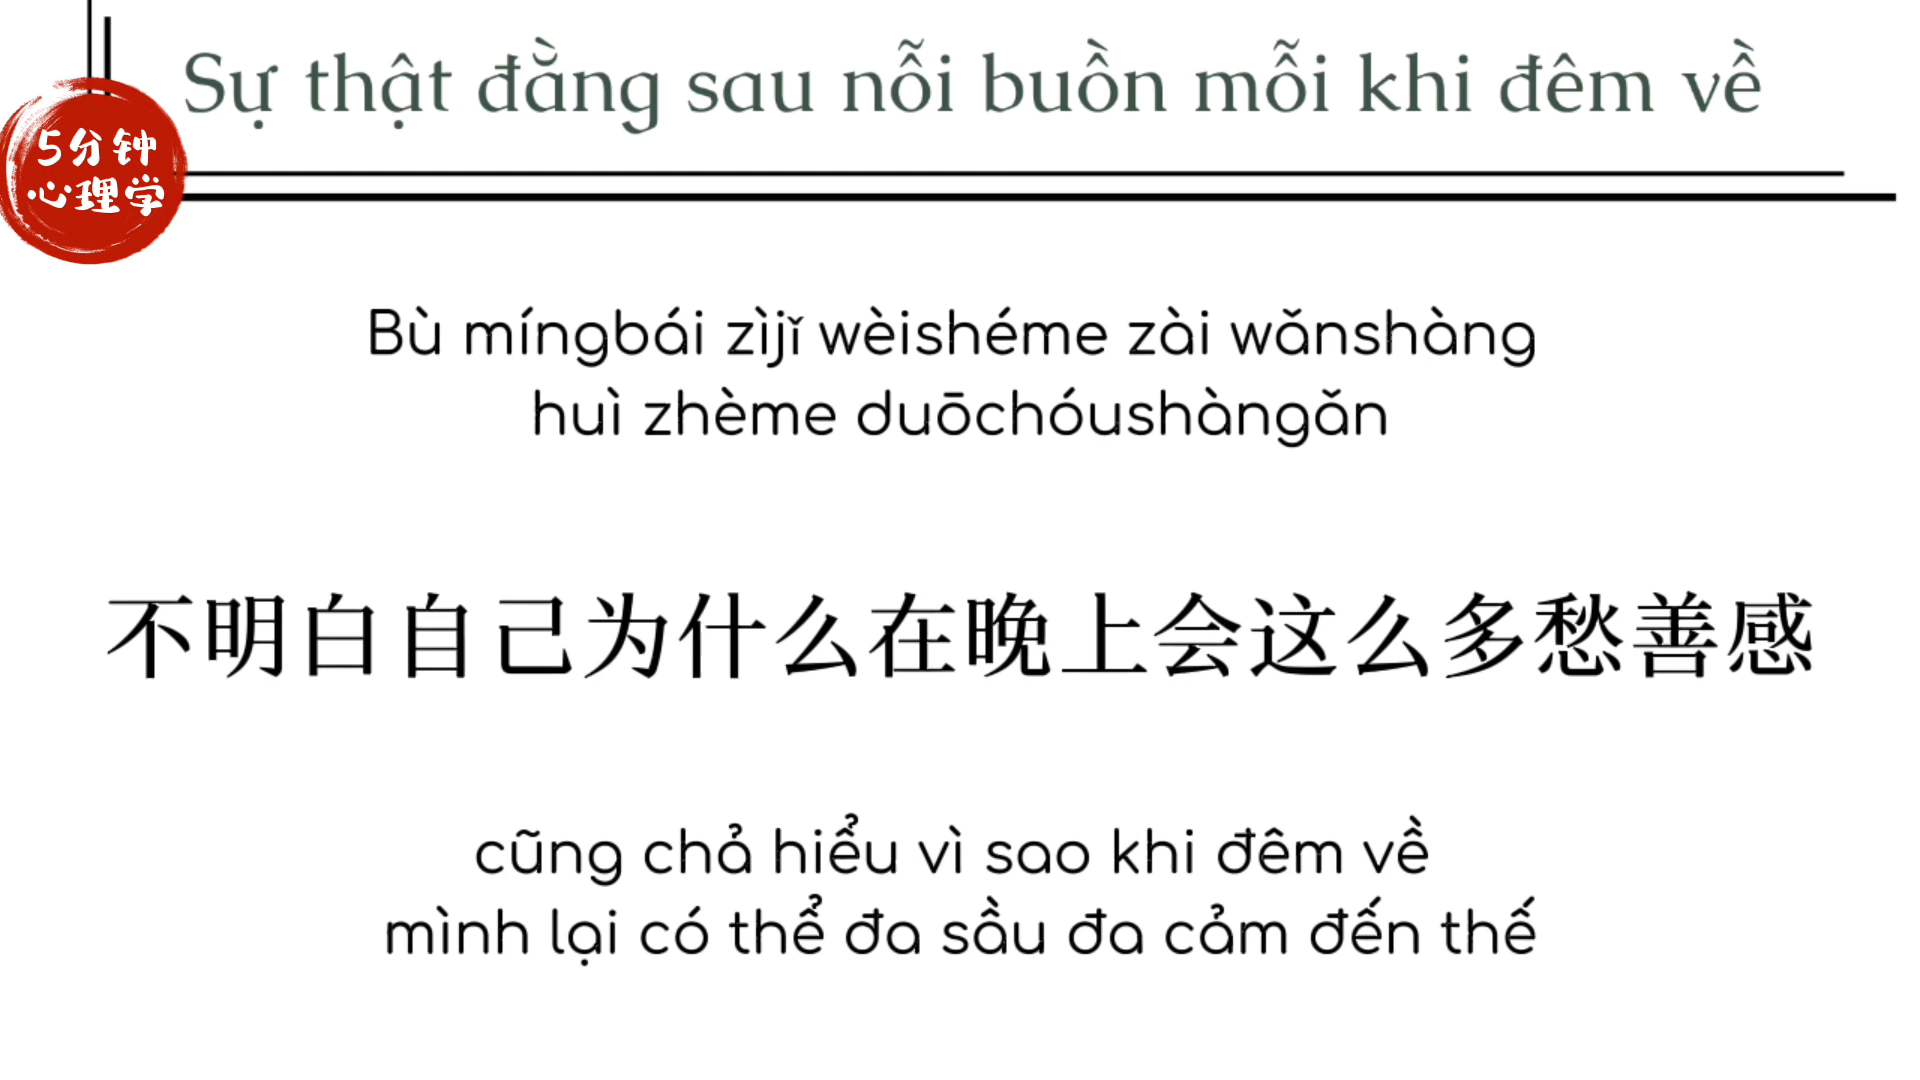 Sự thật đằng sau nỗi buồn mỗi khi đêm về
5分钟
心理学
Bù míngbái zìjǐ wèishéme zài wǎnshàng
huì zhème duōchóushàngǎn
不明白自己为什么在晚上会这么多愁善感
cũng chả hiểu vì sao khi đêm về
mình lại có thể đa sầu đa cảm đến thế